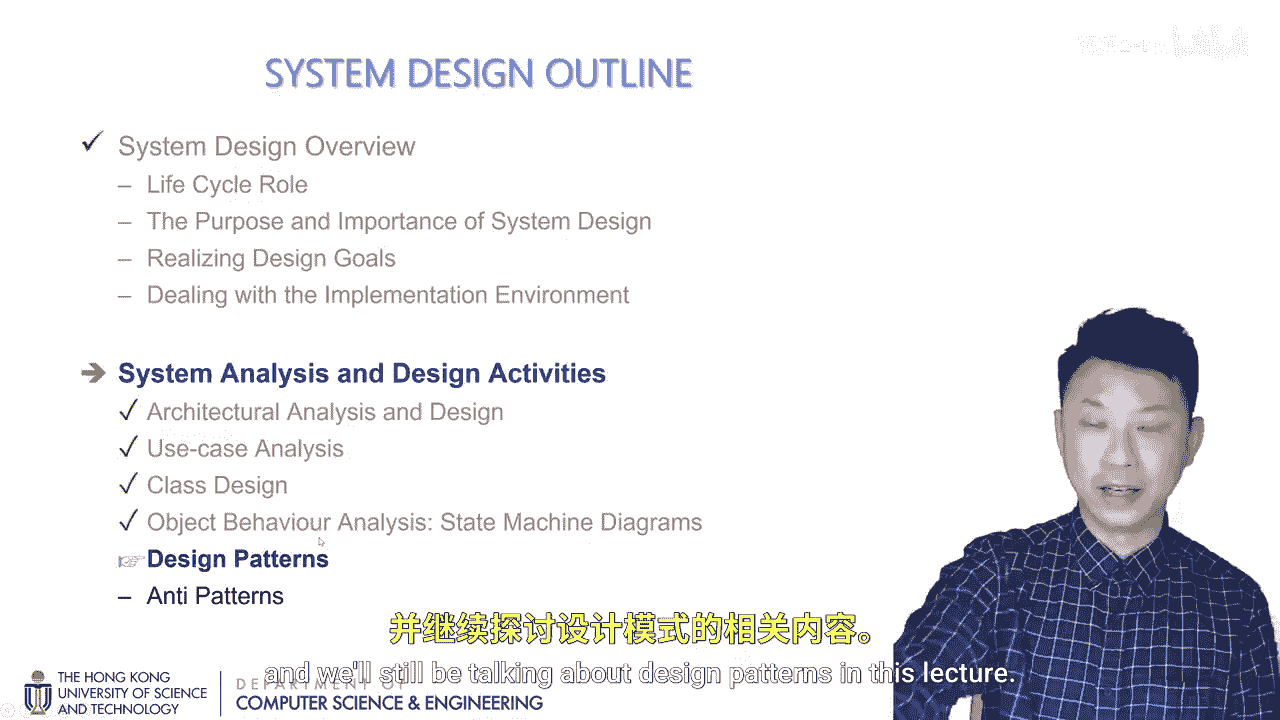 SYSTEM DESIGN OUTLINE
✓ System Design Overview
– Life Cycle Role
– The Purpose and Importance of System Design
– Realizing Design Goals
– Dealing with the Implementation Environment
➔ System Analysis and Design Activities
✓ Architectural Analysis and Design
✓ Use-case Analysis
✓ Class Design
✓ Object Behaviour Analysis: State Machine Diagrams
☞ Design Patterns
– Anti Patterns
并继续探讨设计模式的相关内容。
and we'll still be talking about design patterns in this lecture.
THE HONG KONG
UNIVERSITY OF SCIENCE
AND TECHNOLOGY
DEPARTMENT OF
COMPUTER SCIENCE & ENGINEERING